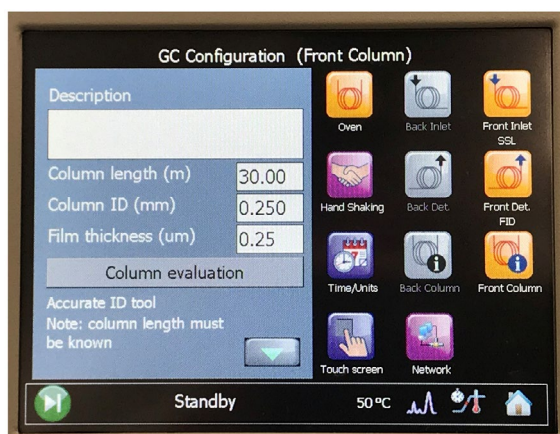 GC Configuration (Front Column)
Description
Column length (m) 30.00
Column ID (mm) 0.250
Film thickness (um) 0.25
Column evaluation
Accurate ID tool
Note: column length must
be known
Oven
Back Inlet
Front Inlet
SSL
Hand Shaking
Back Det.
Front Det.
FID
Time/Units
Back Column
Front Column
Touch screen
Network
Standby
50 °C